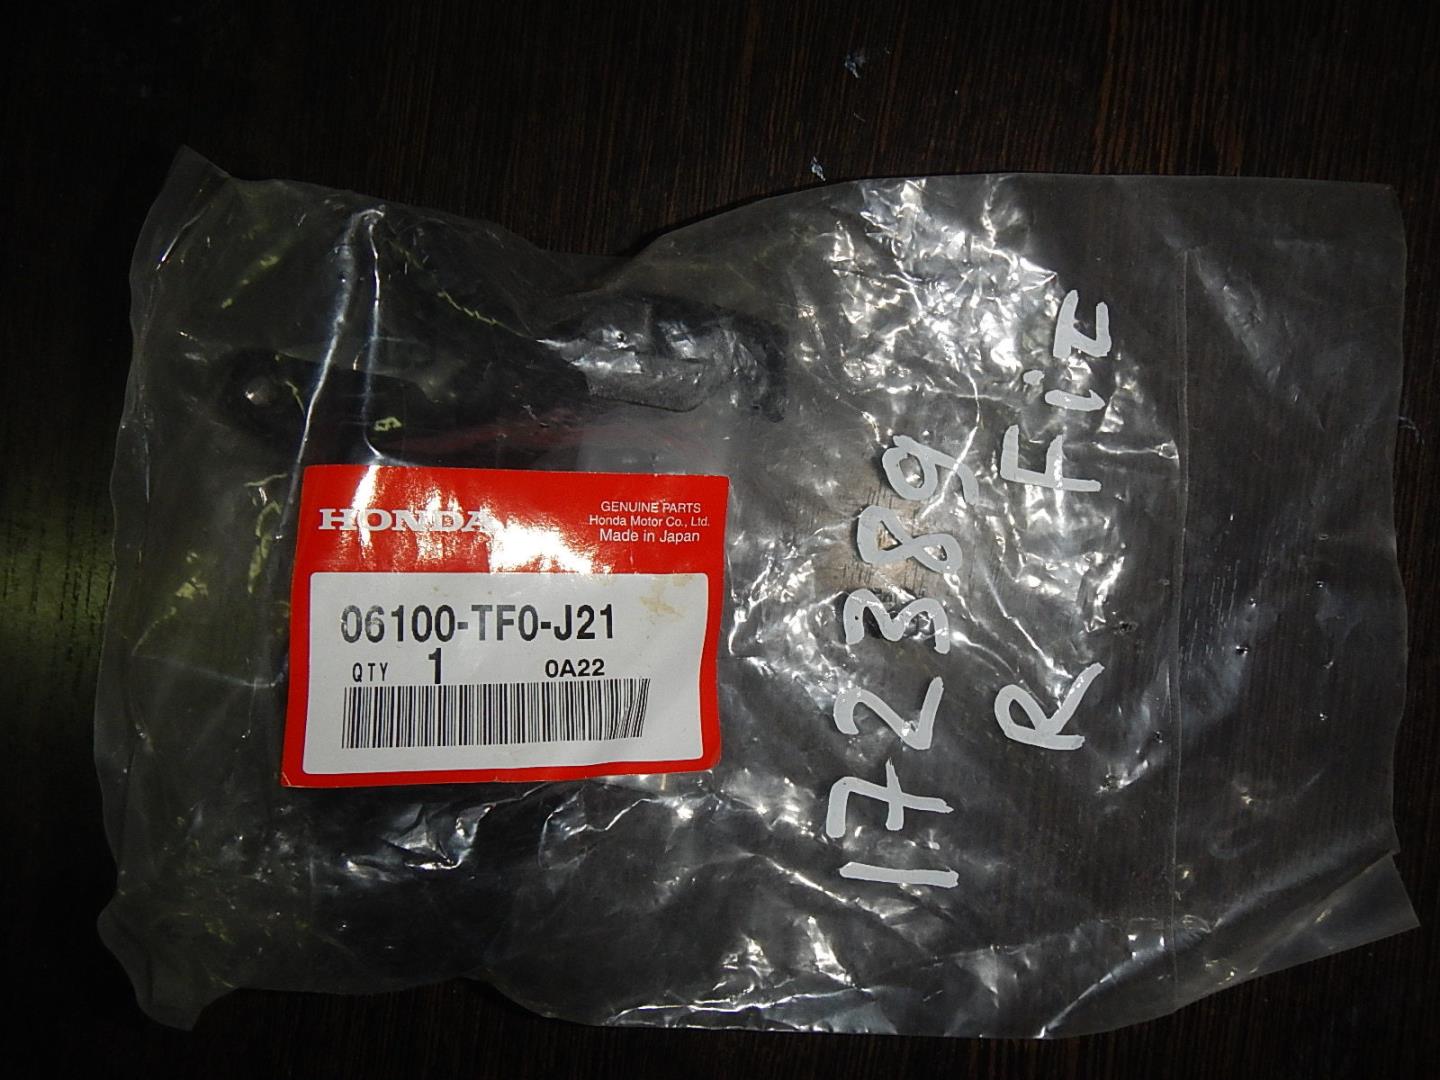 HONDA
GENUINE PARTS
Honda Motor Co., Ltd.
Made in Japan
06100-TF0-J21
QTY 1 0A22
172389
R Fit